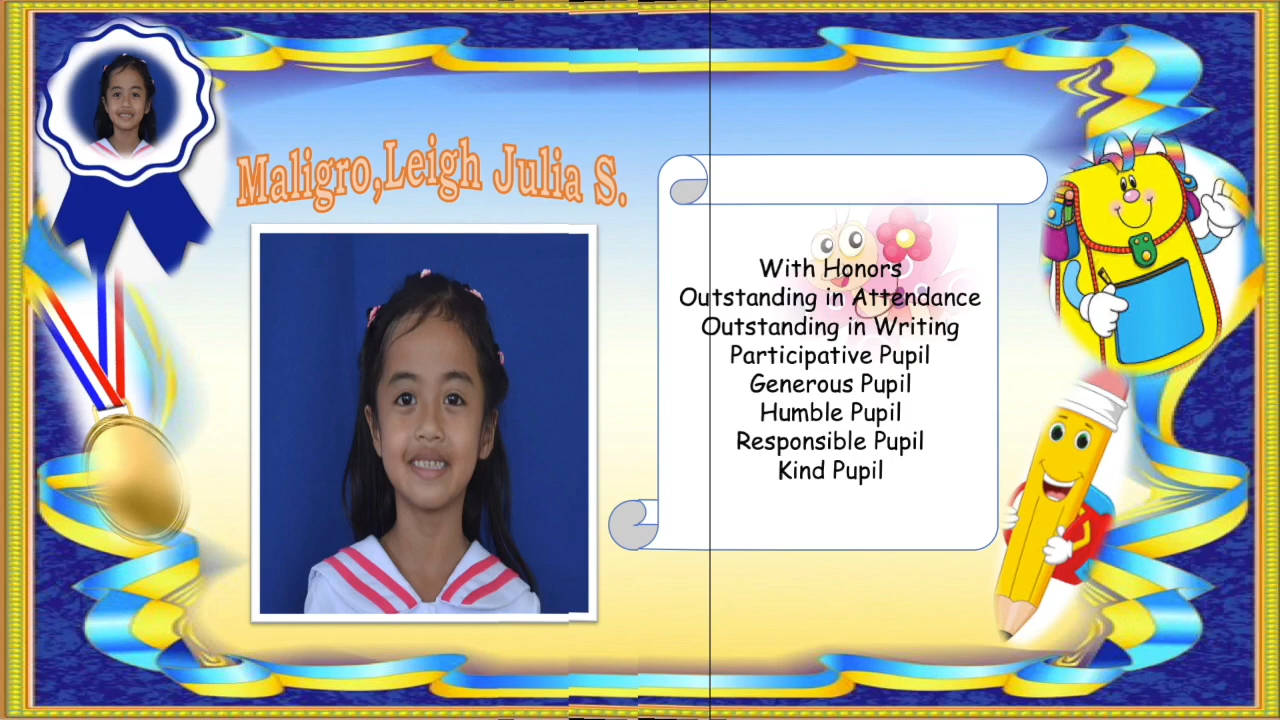 Maligro,Leigh Julia S.
With Honors
Outstanding in Attendance
Outstanding in Writing
Participative Pupil
Generous Pupil
Humble Pupil
Responsible Pupil
Kind Pupil